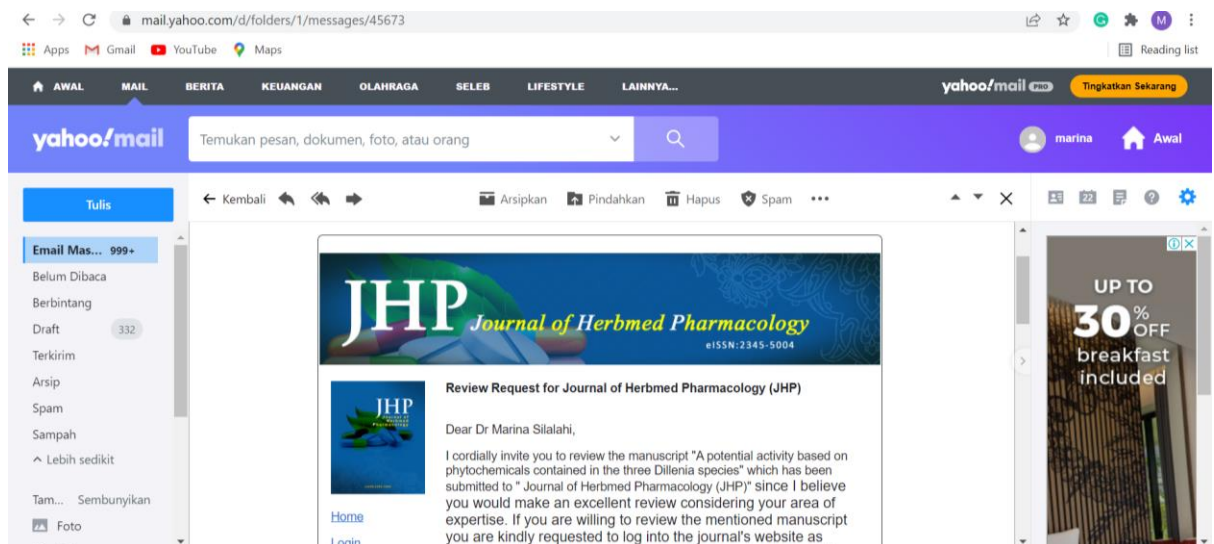 mail.yahoo.com/d/folders/1/messages/45673
M
Apps Gmail YouTube Maps Reading list
AWAL MAIL BERITA KEUANGAN OLAHRAGA SELEB LIFESTYLE LAINNYA... yahoo!mail PRO Tingkatkan Sekarang
yahoo!mail Temukan pesan, dokumen, foto, atau orang marina Awal
Tulis Kembali Arsipkan Pindahkan Hapus Spam 22
Email Mas... 999+
Belum Dibaca
Berbintang
Draft 332
Terkirim
Arsip
Spam
Sampah
Lebih sedikit
Tam... Sembunyikan
Foto
JHP Journal of Herbmed Pharmacology
eISSN:2345-5004
JHP
Journal of
Herbmed
Pharmacology
Home
Login
Review Request for Journal of Herbmed Pharmacology (JHP)
Dear Dr Marina Silalahi,
I cordially invite you to review the manuscript "A potential activity based on
phytochemicals contained in the three Dillenia species" which has been
submitted to " Journal of Herbmed Pharmacology (JHP)" since I believe
you would make an excellent review considering your area of
expertise. If you are willing to review the mentioned manuscript
you are kindly requested to log into the journal's website as
UP TO
30% OFF
breakfast
included